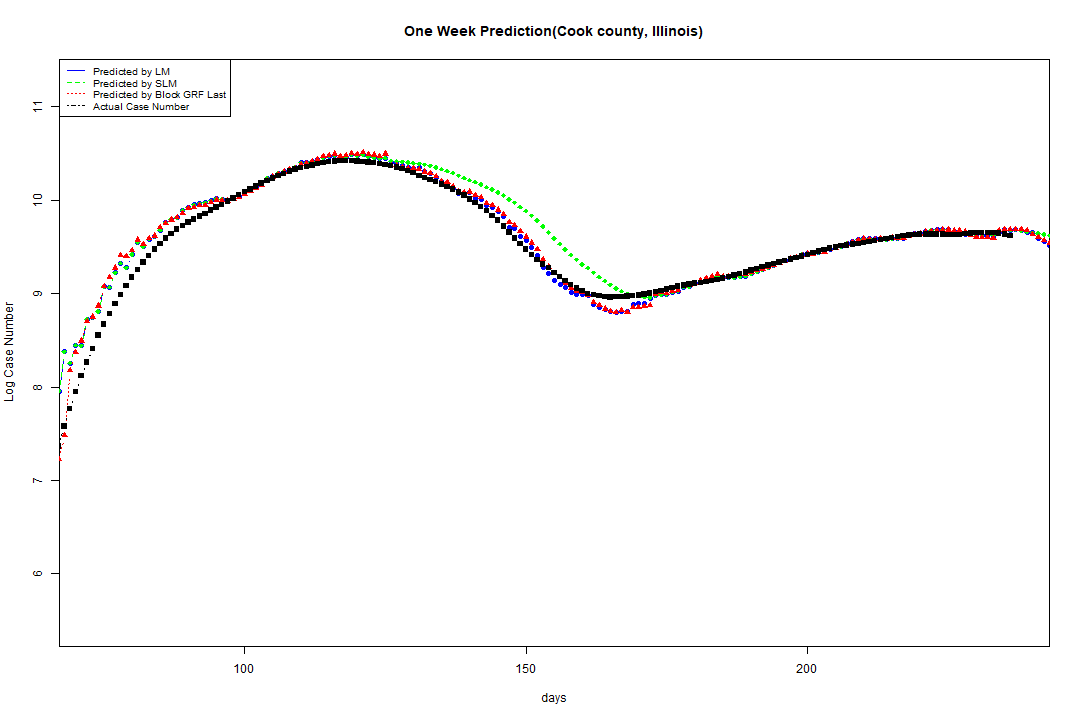 One Week Prediction(Cook county, Illinois)
Predicted by LM
Predicted by SLM
Predicted by Block GRF Last
Actual Case Number
11
10
9
8
7
6
Log Case Number
100 150 200
days